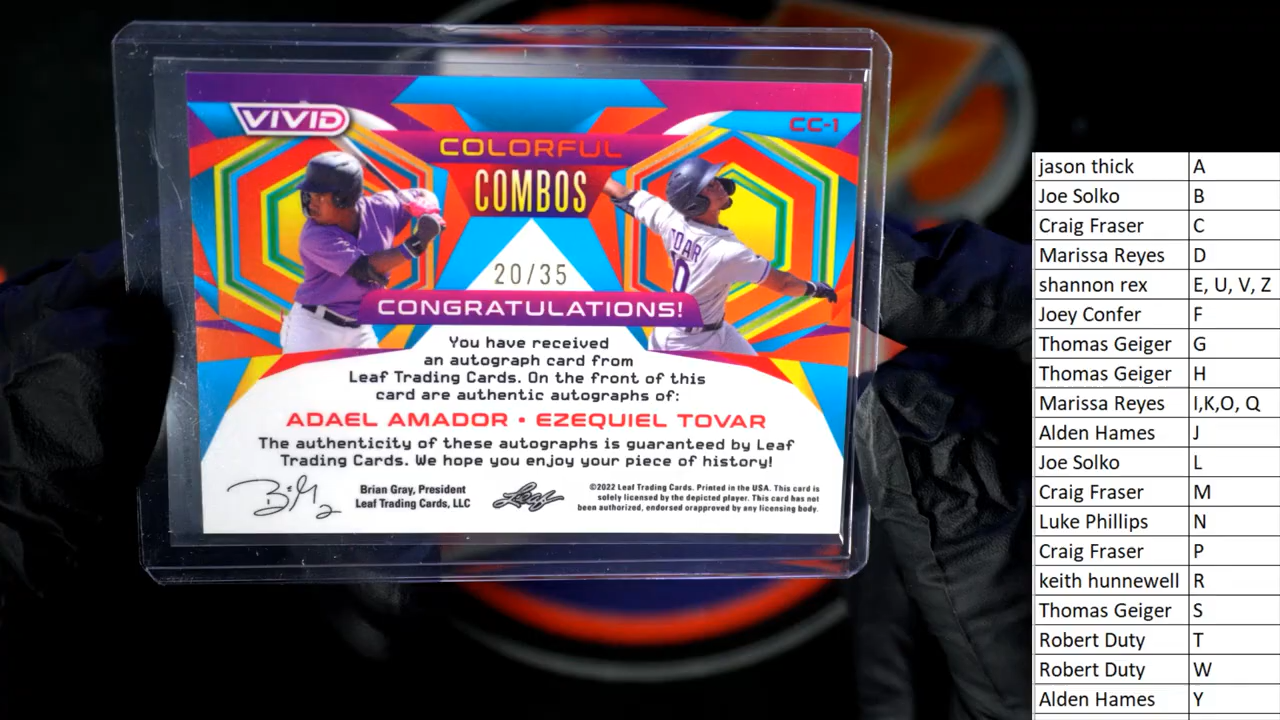 VIVID
CC-1
COLORFUL
COMBOS
20/35
CONGRATULATIONS!
You have received
an autograph card from
Leaf Trading Cards. On the front of this
card are authentic autographs of:
ADAEL AMADOR • EZEQUIEL TOVAR
The authenticity of these autographs is guaranteed by Leaf
Trading Cards. We hope you enjoy your piece of history!
Brian Gray, President
Leaf Trading Cards, LLC
Leaf
©2022 Leaf Trading Cards. Printed in the USA. This card is
solely licensed by the depicted player. This card has not
been authorized, endorsed orapproved by any licensing body.
jason thick A
Joe Solko B
Craig Fraser C
Marissa Reyes D
shannon rex E, U, V, Z
Joey Confer F
Thomas Geiger G
Thomas Geiger H
Marissa Reyes I,K,O, Q
Alden Hames J
Joe Solko L
Craig Fraser M
Luke Phillips N
Craig Fraser P
keith hunnewell R
Thomas Geiger S
Robert Duty T
Robert Duty W
Alden Hames Y